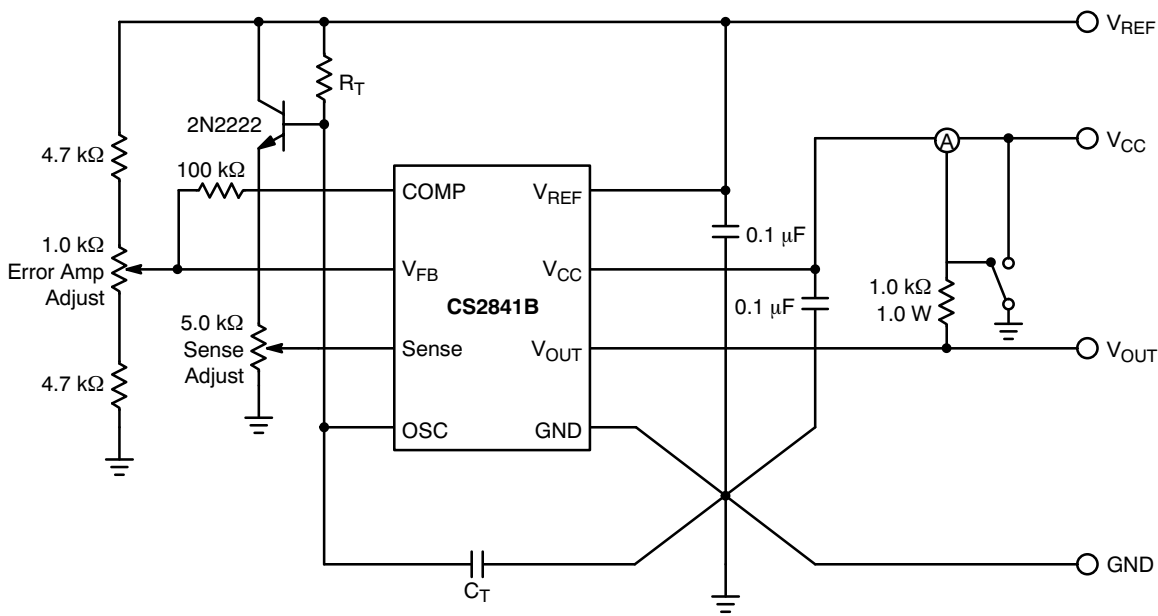 V_REF
R_T
2N2222
A
V_CC
4.7 kΩ
100 kΩ
COMP
V_REF
0.1 μF
1.0 kΩ
Error Amp
Adjust
V_FB
V_CC
CS2841B
0.1 μF
1.0 kΩ
1.0 W
5.0 kΩ
Sense
Adjust
Sense
V_OUT
V_OUT
4.7 kΩ
OSC
GND
C_T
GND